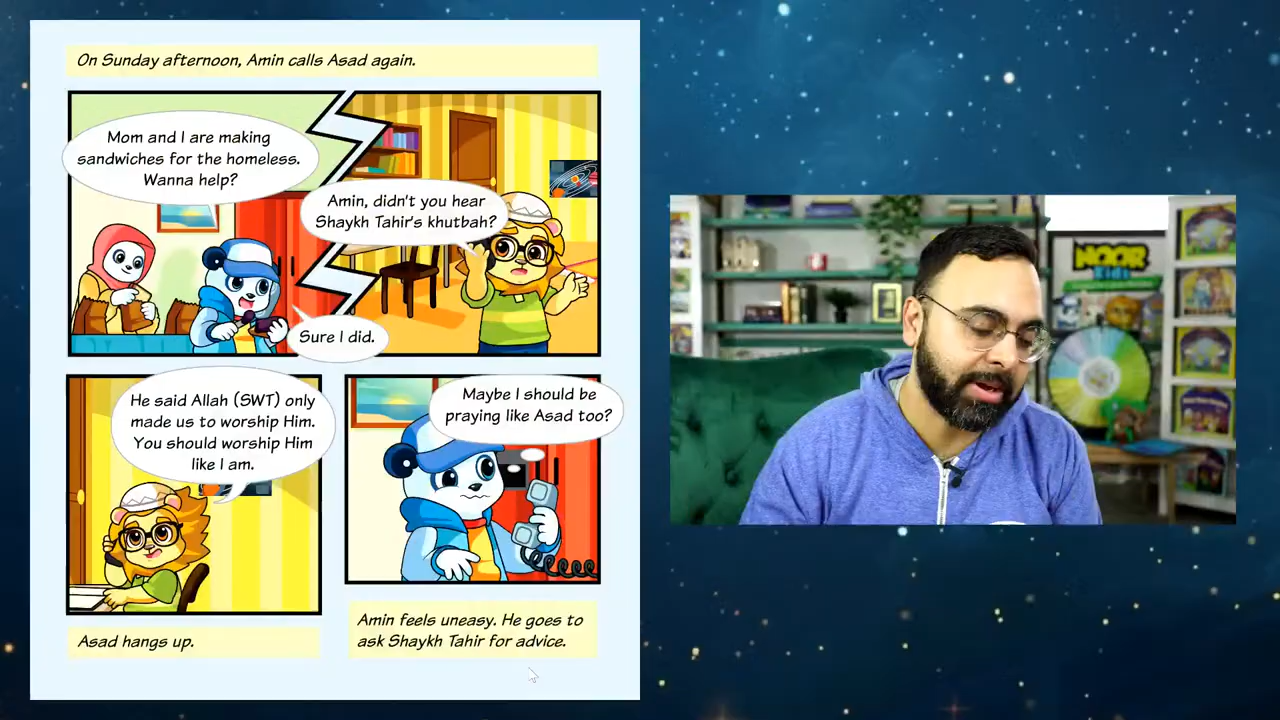 On Sunday afternoon, Amin calls Asad again.
Mom and I are making
sandwiches for the homeless.
Wanna help?
Amin, didn't you hear
Shaykh Tahir's khutbah?
Sure I did.
He said Allah (SWT) only
made us to worship Him.
You should worship Him
like I am.
Maybe I should be
praying like Asad too?
Asad hangs up.
Amin feels uneasy. He goes to
ask Shaykh Tahir for advice.
NOOR
Kids